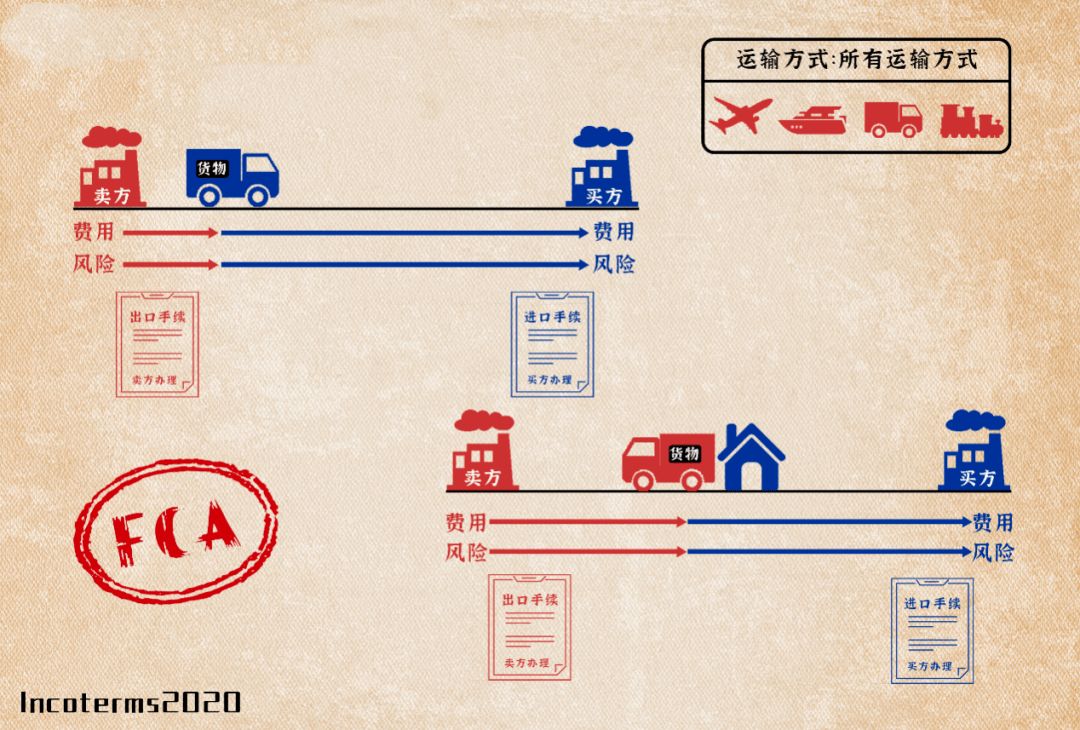 运输方式:所有运输方式
货物
卖方
买方
费用
费用
风险
风险
出口手续
卖方办理
进口手续
买方办理
卖方
货物
买方
费用
费用
风险
风险
出口手续
卖方办理
进口手续
买方办理
FCA
Incoterms2020